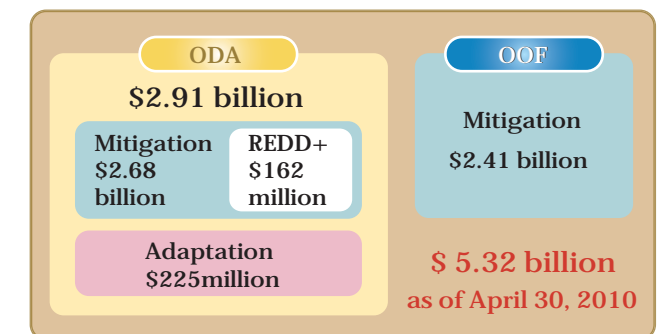 ODA
$2.91 billion
Mitigation
$2.68
billion
REDD+
$162
million
Adaptation
$225million
OOF
Mitigation
$2.41 billion
$ 5.32 billion
as of April 30, 2010